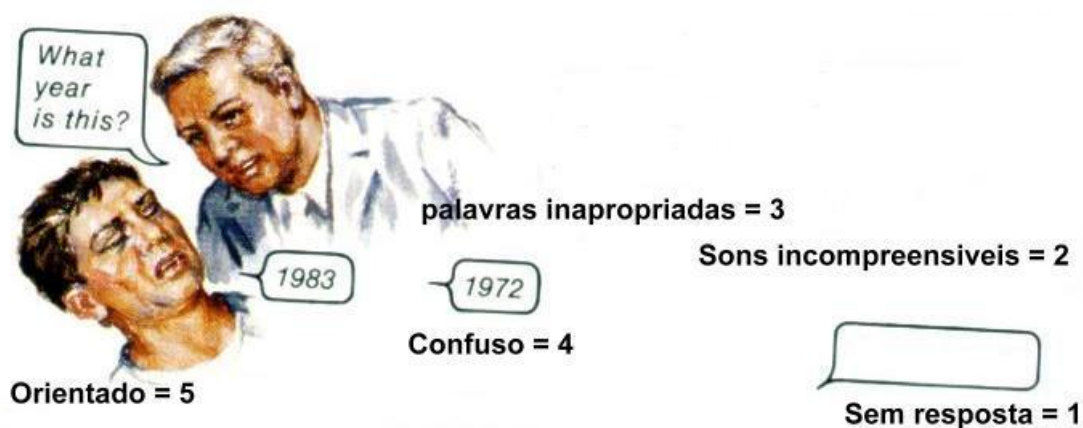 What
year
is this?
palavras inapropriadas = 3
Sons incompreensiveis = 2
1983
1972
Confuso = 4
Orientado = 5
Sem resposta = 1